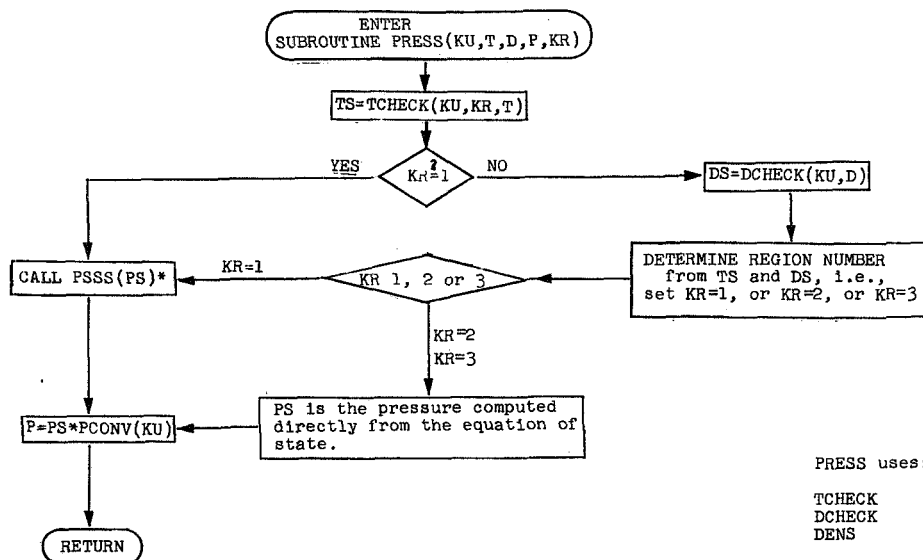 ENTER
SUBROUTINE PRESS(KU,T,D,P,KR)
TS=TCHECK(KU,KR,T)
YES
?
KR=1
NO
DS=DCHECK(KU,D)
CALL PSSS(PS)*
KR=1
KR 1, 2 or 3
DETERMINE REGION NUMBER
from TS and DS, i.e.,
set KR=1, or KR=2, or KR=3
KR=2
KR=3
P=PS*PCONV(KU)
PS is the pressure computed
directly from the equation of
state.
RETURN
PRESS uses
TCHECK
DCHECK
DENS